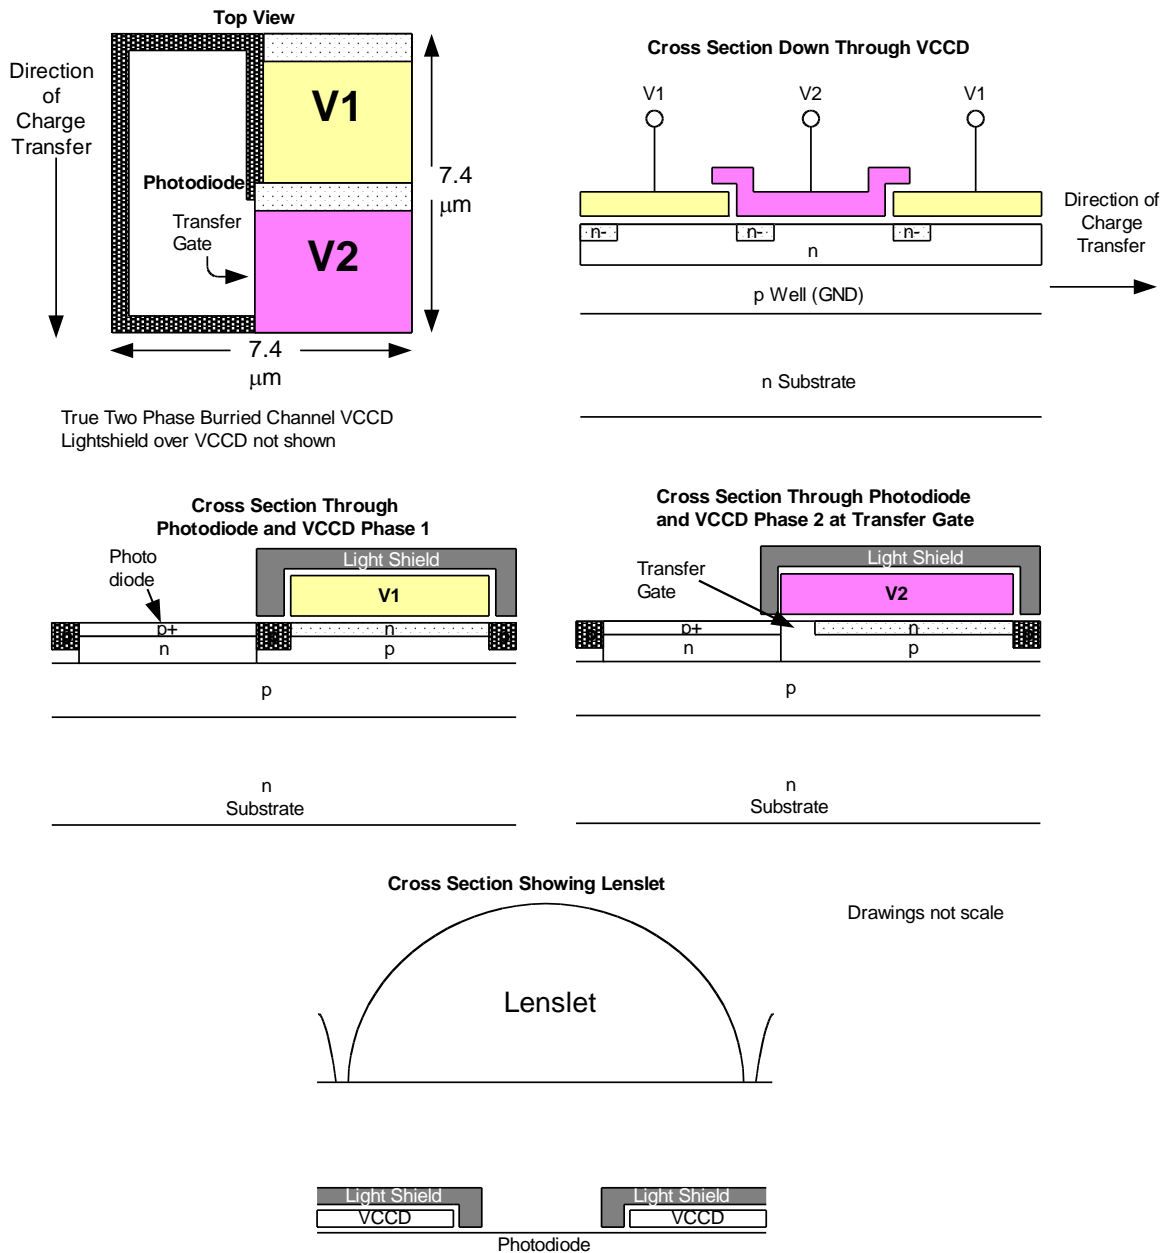 Top View
Direction
of
Charge
Transfer
V1
Photodiode
Transfer
Gate
V2
7.4
μm
7.4
μm
True Two Phase Burried Channel VCCD
Lightshield over VCCD not shown
Cross Section Down Through VCCD
V1 V2 V1
n- n- n-
n
p Well (GND)
n Substrate
Direction of
Charge
Transfer
Cross Section Through
Photodiode and VCCD Phase 1
Photo
diode
Light Shield
V1
p p+ p n p
n p
p
n
Substrate
Cross Section Through Photodiode
and VCCD Phase 2 at Transfer Gate
Transfer
Gate
Light Shield
V2
p p+ n p
n p
p
n
Substrate
Cross Section Showing Lenslet
Drawings not scale
Lenslet
Light Shield Light Shield
VCCD VCCD
Photodiode